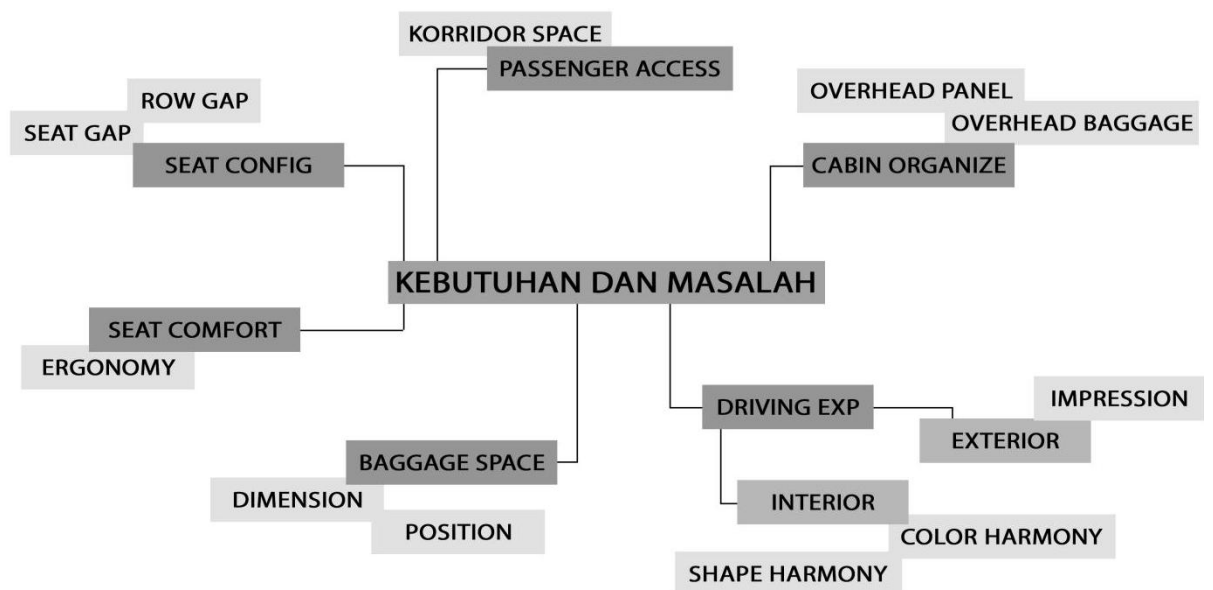 KORRIDOR SPACE
PASSENGER ACCESS
ROW GAP
SEAT GAP
SEAT CONFIG
OVERHEAD PANEL
OVERHEAD BAGGAGE
CABIN ORGANIZE
KEBUTUHAN DAN MASALAH
SEAT COMFORT
ERGONOMY
BAGGAGE SPACE
DIMENSION
POSITION
DRIVING EXP
IMPRESSION
EXTERIOR
INTERIOR
COLOR HARMONY
SHAPE HARMONY